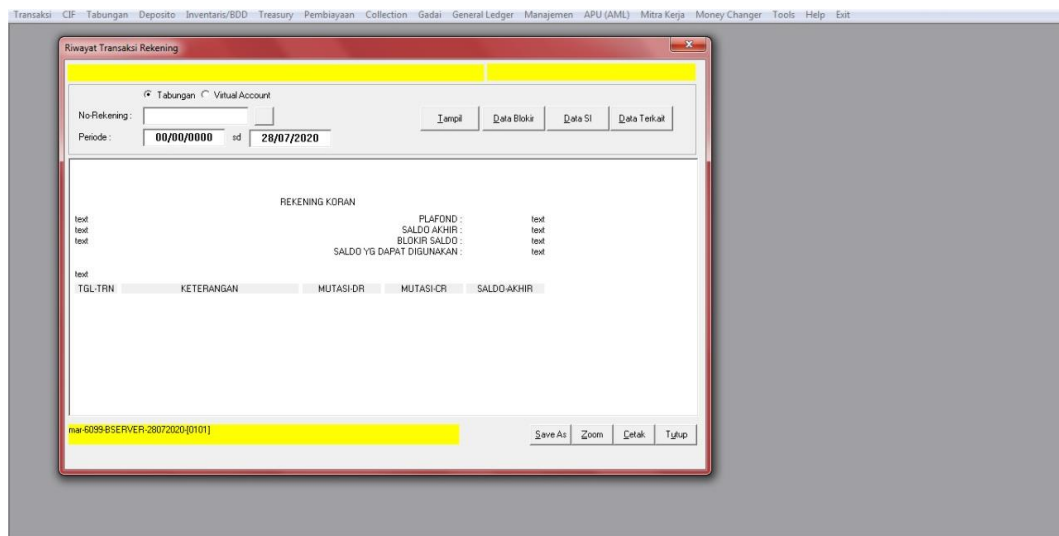 Transaksi CIF Tabungan Deposito Inventaris/BDD Treasury Pembiayaan Collection Gadai General Ledger Manajemen APU (AML) Mitra Kerja Money Changer Tools Help Exit
Riwayat Transaksi Rekening
Tabungan Virtual Account
No-Rekening : Tampil Data Blokir Data SI Data Terkait
Periode : 00/00/0000 sd 28/07/2020
REKENING KORAN
text PLAFOND : text
text SALDO AKHIR : text
text BLOKIR SALDO : text
SALDO YG DAPAT DIGUNAKAN : text
text
TGL-TRN KETERANGAN MUTASI-DR MUTASI-CR SALDO-AKHIR
mar-6099-BSERVER-28072020-[0101]
Save As Zoom Cetak Tutup